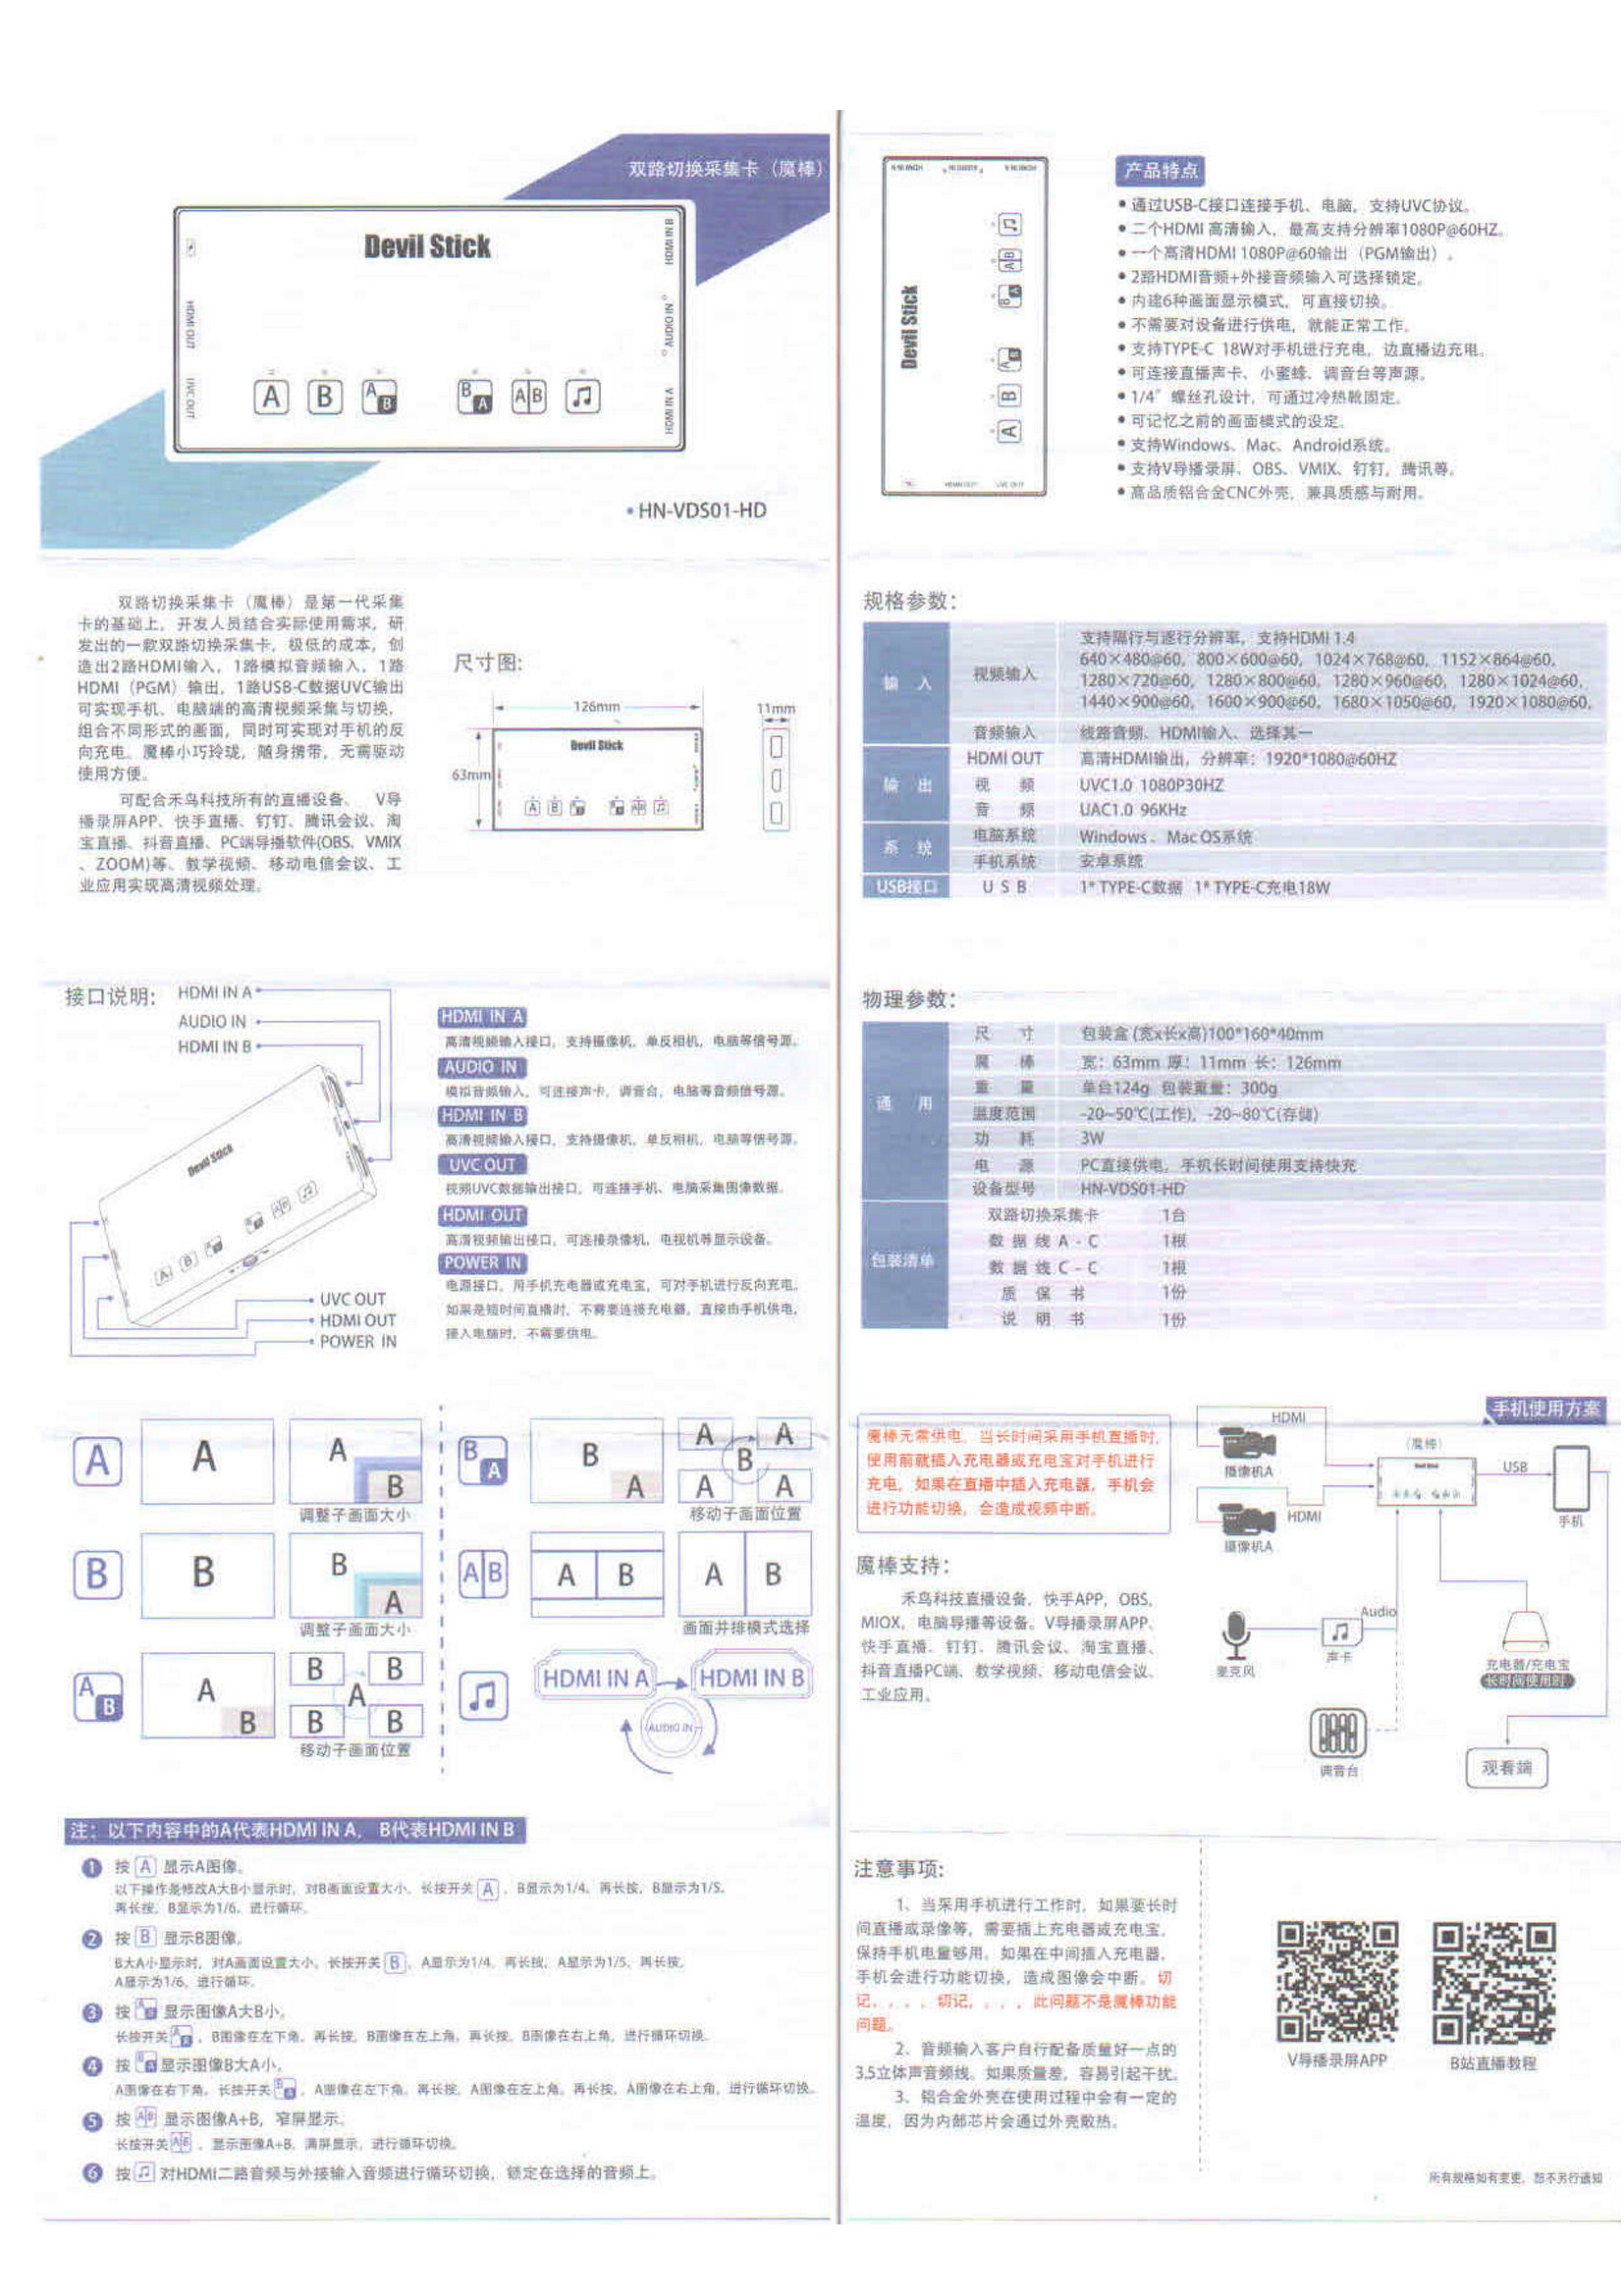 双路切换采集卡（魔棒）
Devil Stick
HDMI IN B
AUDIO IN
HDMI IN A
HDMI OUT
UVC OUT
A B A B B A A B
• HN-VDS01-HD
双路切换采集卡（魔棒）是第一代采集
卡的基础上，开发人员结合实际使用需求，研
发出的一款双路切换采集卡，极低的成本，创
造出2路HDMI输入，1路模拟音频输入，1路
HDMI（PGM）输出，1路USB-C数据UVC输出
可实现手机、电脑端的高清视频采集与切换，
组合不同形式的画面，同时可实现对手机的反
向充电。魔棒小巧玲珑，随身携带，无需驱动
使用方便。
可配合禾鸟科技所有的直播设备、 V导
播录屏APP、快手直播、钉钉、腾讯会议、淘
宝直播、抖音直播、PC端导播软件(OBS、VMIX
、ZOOM)等、教学视频、移动电信会议、工
业应用实现高清视频处理。
尺寸图:
126mm
11mm
63mm
Devil Stick
接口说明:
HDMI IN A
AUDIO IN
HDMI IN B
Devil Stick
UVC OUT
HDMI OUT
POWER IN
HDMI IN A
高清视频输入接口，支持摄像机，单反相机，电脑等信号源。
AUDIO IN
模拟音频输入，可连接声卡，调音台，电脑等音频信号源。
HDMI IN B
高清视频输入接口，支持摄像机，单反相机，电脑等信号源。
UVC OUT
视频UVC数据输出接口，可连接手机、电脑采集图像数据。
HDMI OUT
高清视频输出接口，可连接录像机，电视机等显示设备。
POWER IN
电源接口，用手机充电器或充电宝，可对手机进行反向充电。
如果是短时间直播时，不需要连接充电器，直接由手机供电，
接入电脑时，不需要供电。
A A A B
调整子画面大小
B B B A
调整子画面大小
A B A B B B A B B
移动子画面位置
B A B A A A B A A
移动子画面位置
A B A B A B
画面并排模式选择
HDMI IN A HDMI IN B
AUDIO IN
注：以下内容中的A代表HDMI IN A， B代表HDMI IN B
1 按 A 显示A图像。
以下操作是修改A大B小显示时，对B画面设置大小，长按开关 A ，B显示为1/4，再长按，B显示为1/5，
再长按，B显示为1/6，进行循环。
2 按 B 显示B图像。
B大A小显示时，对A画面设置大小，长按开关 B ，A显示为1/4，再长按，A显示为1/5，再长按，
A显示为1/6，进行循环。
3 按 A B 显示图像A大B小。
长按开关 A B ，B图像在左下角，再长按，B图像在左上角，再长按，B图像在右上角，进行循环切换。
4 按 B A 显示图像B大A小。
A图像在右下角，长按开关 B A ，A图像在左下角，再长按，A图像在左上角，再长按，A图像在右上角，进行循环切换。
5 按 A B 显示图像A+B，窄屏显示。
长按开关 A B ，显示图像A+B，满屏显示，进行循环切换。
6 按 ♫ 对HDMI二路音频与外接输入音频进行循环切换，锁定在选择的音频上。
Devil Stick
A B A B B A A B
HDMI OUT UVC OUT
产品特点
• 通过USB-C接口连接手机、电脑，支持UVC协议。
• 二个HDMI 高清输入，最高支持分辨率1080P@60HZ。
• 一个高清HDMI 1080P@60输出（PGM输出）。
• 2路HDMI音频+外接音频输入可选择锁定。
• 内建6种画面显示模式，可直接切换。
• 不需要对设备进行供电，就能正常工作。
• 支持TYPE-C 18W对手机进行充电，边直播边充电。
• 可连接直播声卡、小蜜蜂、调音台等声源。
• 1/4″ 螺丝孔设计，可通过冷热靴固定。
• 可记忆之前的画面模式的设定。
• 支持Windows、Mac、Android系统。
• 支持V导播录屏、OBS、VMIX、钉钉，腾讯等。
• 高品质铝合金CNC外壳，兼具质感与耐用。
规格参数：
输 入
视频输入
支持隔行与逐行分辨率，支持HDMI 1.4
640×480@60，800×600@60，1024×768@60，1152×864@60，
1280×720@60，1280×800@60，1280×960@60，1280×1024@60，
1440×900@60，1600×900@60，1680×1050@60，1920×1080@60，
音频输入 线路音频、HDMI输入、选择其一
输 出
HDMI OUT 高清HDMI输出，分辨率：1920*1080@60HZ
视 频 UVC1.0 1080P30HZ
音 频 UAC1.0 96KHz
系 统
电脑系统 Windows、Mac OS系统
手机系统 安卓系统
USB接口 U S B 1* TYPE-C数据 1* TYPE-C充电18W
物理参数：
通 用
尺 寸 包装盒 (宽x长x高)100*160*40mm
魔 棒 宽：63mm 厚：11mm 长：126mm
重 量 单台124g 包装重量：300g
温度范围 -20~50℃(工作)，-20~80℃(存储)
功 耗 3W
电 源 PC直接供电，手机长时间使用支持快充
设备型号 HN-VDS01-HD
包装清单
双路切换采集卡 1台
数 据 线 A - C 1根
数 据 线 C - C 1根
质 保 书 1份
说 明 书 1份
魔棒无需供电，当长时间采用手机直播时，
使用前就插入充电器或充电宝对手机进行
充电，如果在直播中插入充电器，手机会
进行功能切换，会造成视频中断。
魔棒支持：
禾鸟科技直播设备，快手APP，OBS，
MIOX，电脑导播等设备。V导播录屏APP、
快手直播、钉钉、腾讯会议、淘宝直播、
抖音直播PC端、教学视频、移动电信会议、
工业应用。
手机使用方案
HDMI
摄像机A
HDMI
摄像机A
（魔棒）
USB
手机
Audio
麦克风
声卡
调音台
充电器/充电宝
长时间使用时
观看端
注意事项:
1、当采用手机进行工作时，如果要长时
间直播或录像等，需要插上充电器或充电宝，
保持手机电量够用。如果在中间插入充电器，
手机会进行功能切换，造成图像会中断。切
记，，，，切记，，，，此问题不是魔棒功能
问题。
2、音频输入客户自行配备质量好一点的
3.5立体声音频线。如果质量差，容易引起干扰。
3、铝合金外壳在使用过程中会有一定的
温度，因为内部芯片会通过外壳散热。
V导播录屏APP
B站直播教程
所有规格如有变更，恕不另行通知